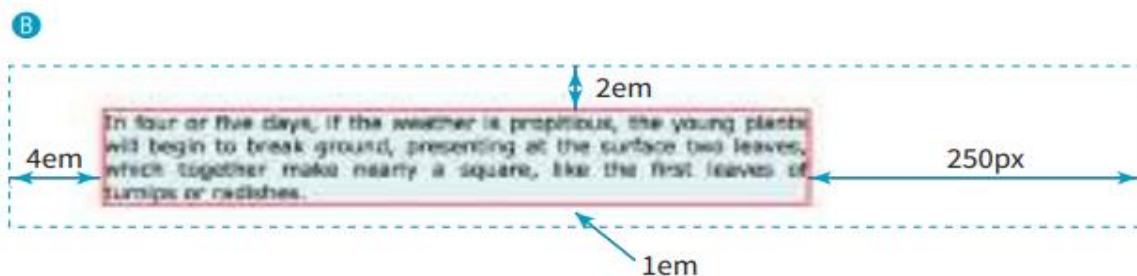 B
2em
In four or five days, if the weather is propitious, the young plants
will begin to break ground, presenting at the surface two leaves,
4em
250px
which together make nearly a square, like the first leaves of
turnips or radishes.
1em